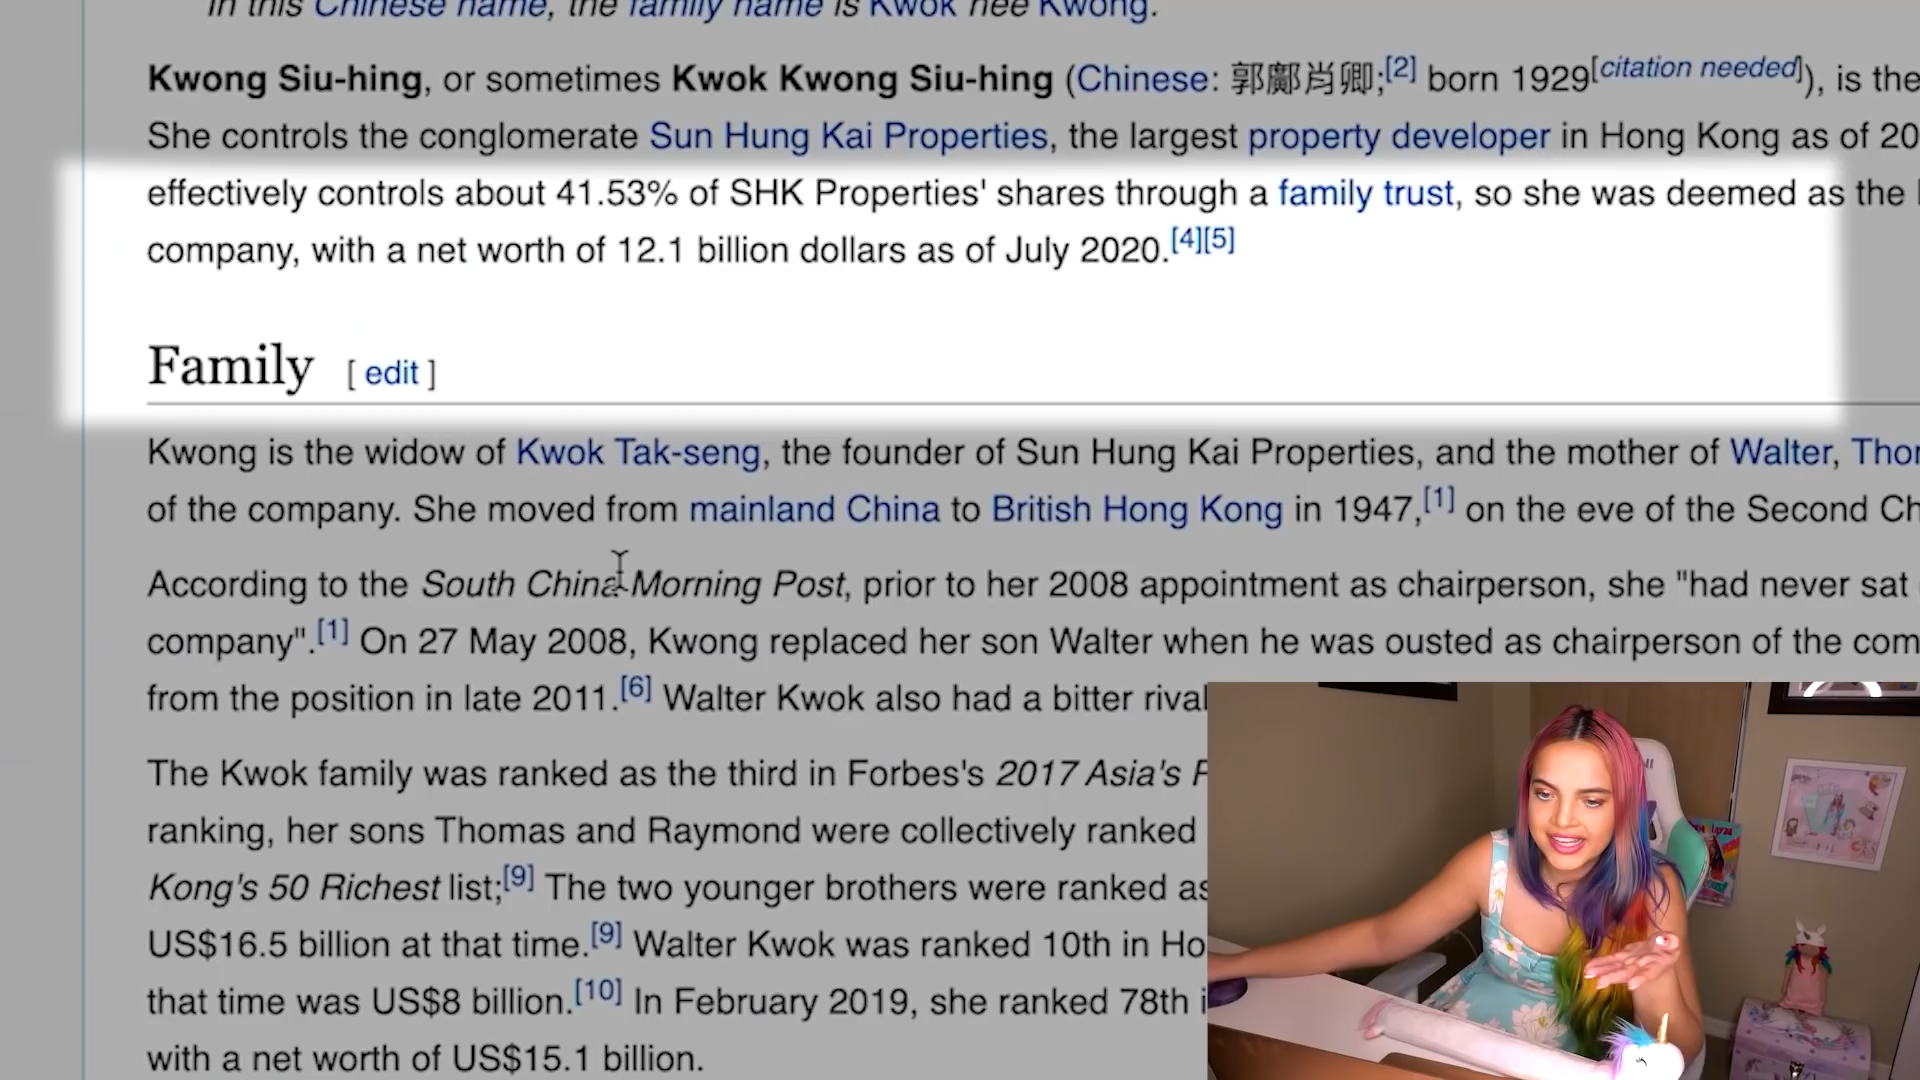 In this Chinese name, the family name is Kwok née Kwong.
Kwong Siu-hing, or sometimes Kwok Kwong Siu-hing (Chinese: 郭鄺肖卿;[2] born 1929[citation needed]), is the
She controls the conglomerate Sun Hung Kai Properties, the largest property developer in Hong Kong as of 20
effectively controls about 41.53% of SHK Properties' shares through a family trust, so she was deemed as the
company, with a net worth of 12.1 billion dollars as of July 2020.[4][5]
Family [ edit ]
Kwong is the widow of Kwok Tak-seng, the founder of Sun Hung Kai Properties, and the mother of Walter, Thor
of the company. She moved from mainland China to British Hong Kong in 1947,[1] on the eve of the Second Ch
According to the South China Morning Post, prior to her 2008 appointment as chairperson, she "had never sat
company".[1] On 27 May 2008, Kwong replaced her son Walter when he was ousted as chairperson of the com
from the position in late 2011.[6] Walter Kwok also had a bitter rival
The Kwok family was ranked as the third in Forbes's 2017 Asia's
ranking, her sons Thomas and Raymond were collectively ranked
Kong's 50 Richest list;[9] The two younger brothers were ranked as
US$16.5 billion at that time.[9] Walter Kwok was ranked 10th in Ho
that time was US$8 billion.[10] In February 2019, she ranked 78th i
with a net worth of US$15.1 billion.